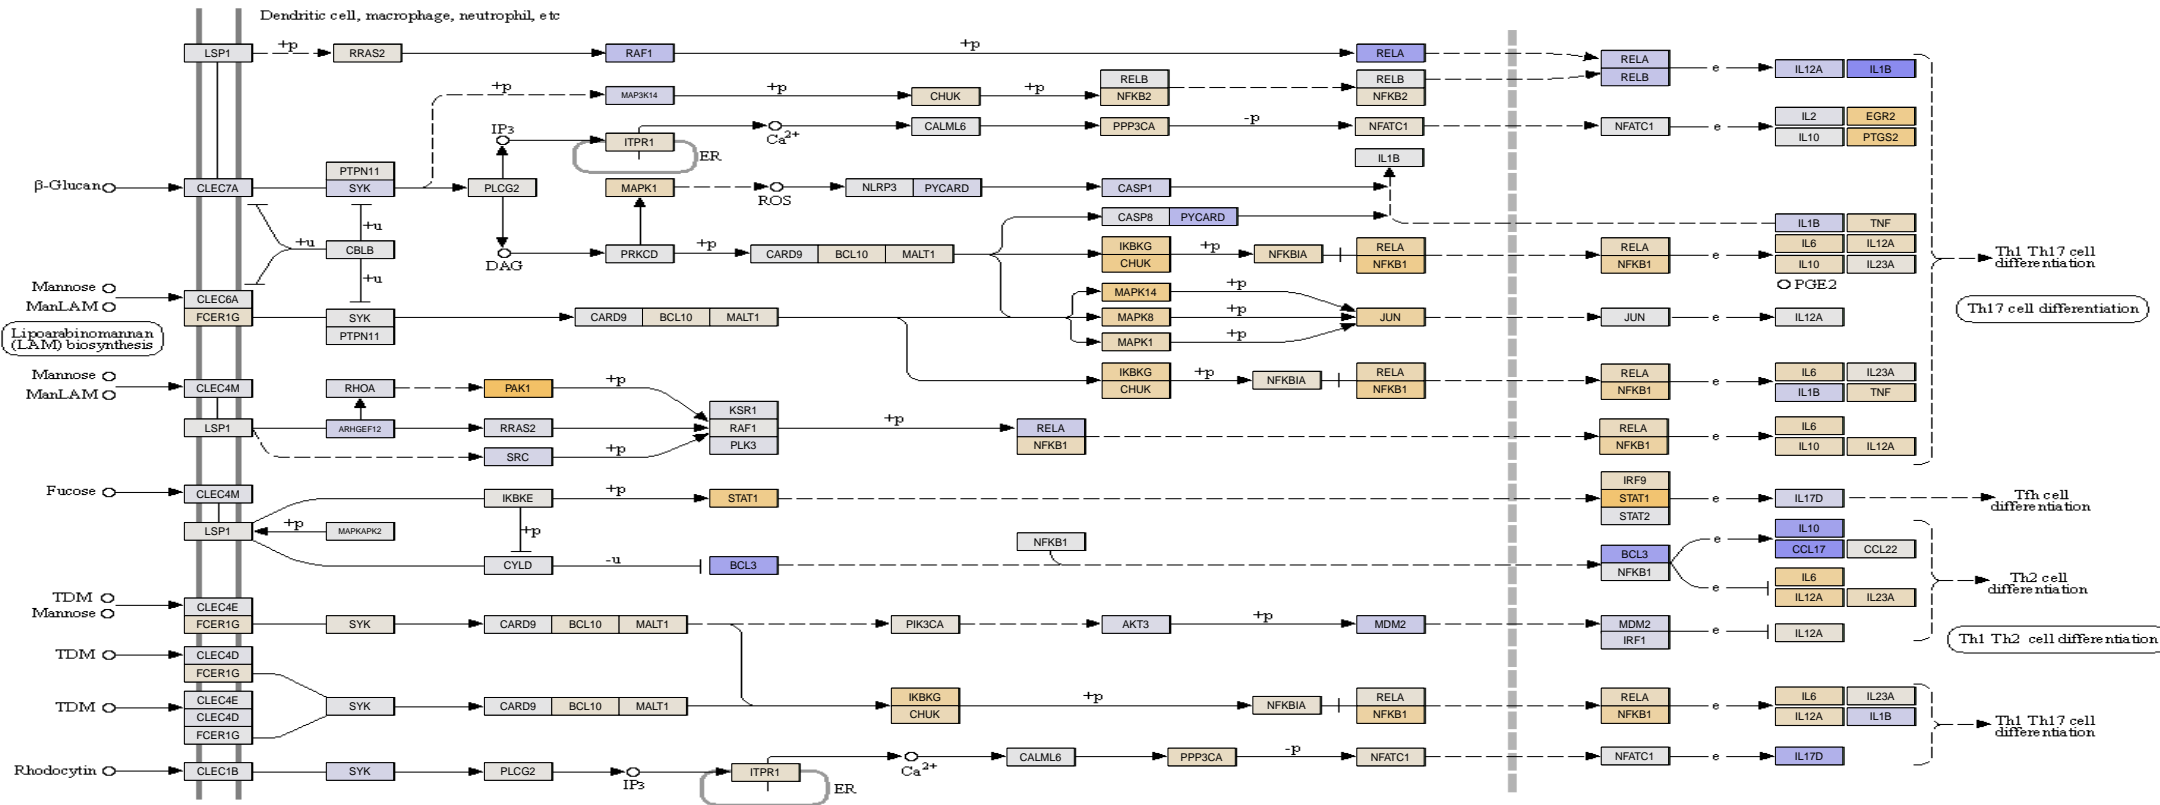 Dendritic cell, macrophage, neutrophil, etc
LSP1 +p RRAS2 RAF1 +p RELA RELA
RELB
IL12A IL1B
e
MAP3K14 +p +p CHUK +p RELB
NFKB2
RELB
NFKB2
IP3 ITPR1 ER Ca2+ CALML6 PPP3CA -p NFATC1 NFATC1 e IL2 EGR2
IL10 PTGS2
IL1B
β-Glucan CLEC7A PTPN11
SYK
PLCG2 MAPK1 ROS NLRP3 PYCARD CASP1
CASP8 PYCARD IL1B TNF
+u +u CBLB +u
DAG PRKCD +p CARD9 BCL10 MALT1 IKBKG
CHUK
+p NFKBIA RELA
NFKB1
RELA
NFKB1
e IL6 IL12A
IL10 IL23A
PGE2
Th1 Th17 cell
differentiation
Mannose
ManLAM
CLEC6A
FCER1G
SYK
PTPN11
CARD9 BCL10 MALT1
MAPK14 +p
MAPK8 +p JUN JUN e IL12A
MAPK1 +p
Th17 cell differentiation
Lipoarabinomannan
(LAM) biosynthesis
Mannose
ManLAM
CLEC4M RHOA PAK1 +p IKBKG
CHUK
+p NFKBIA RELA
NFKB1
RELA
NFKB1
e IL6 IL23A
IL1B TNF
LSP1 ARHGEF12 RRAS2 KSR1
RAF1
PLK3
+p RELA
NFKB1
RELA
NFKB1
e IL6
IL10 IL12A
SRC +p
Fucose CLEC4M IKBKE +p STAT1 IRF9
STAT1
STAT2
e IL17D Tfh cell
differentiation
LSP1 +p MAPKAPK2 +p
CYLD -u BCL3 NFKB1 BCL3
NFKB1
e IL10
CCL17 CCL22
e IL6
IL12A IL23A
Th2 cell
differentiation
TDM
Mannose
CLEC4E
FCER1G
SYK CARD9 BCL10 MALT1 PIK3CA AKT3 +p MDM2 MDM2
IRF1
e IL12A
Th1 Th2 cell differentiation
TDM CLEC4D
FCER1G
TDM CLEC4E
CLEC4D
FCER1G
SYK CARD9 BCL10 MALT1 IKBKG
CHUK
+p NFKBIA RELA
NFKB1
RELA
NFKB1
e IL6 IL23A
IL12A IL1B
Th1 Th17 cell
differentiation
Rhodocytin CLEC1B SYK PLCG2 IP3 ITPR1 ER Ca2+ CALML6 PPP3CA -p NFATC1 NFATC1 e IL17D